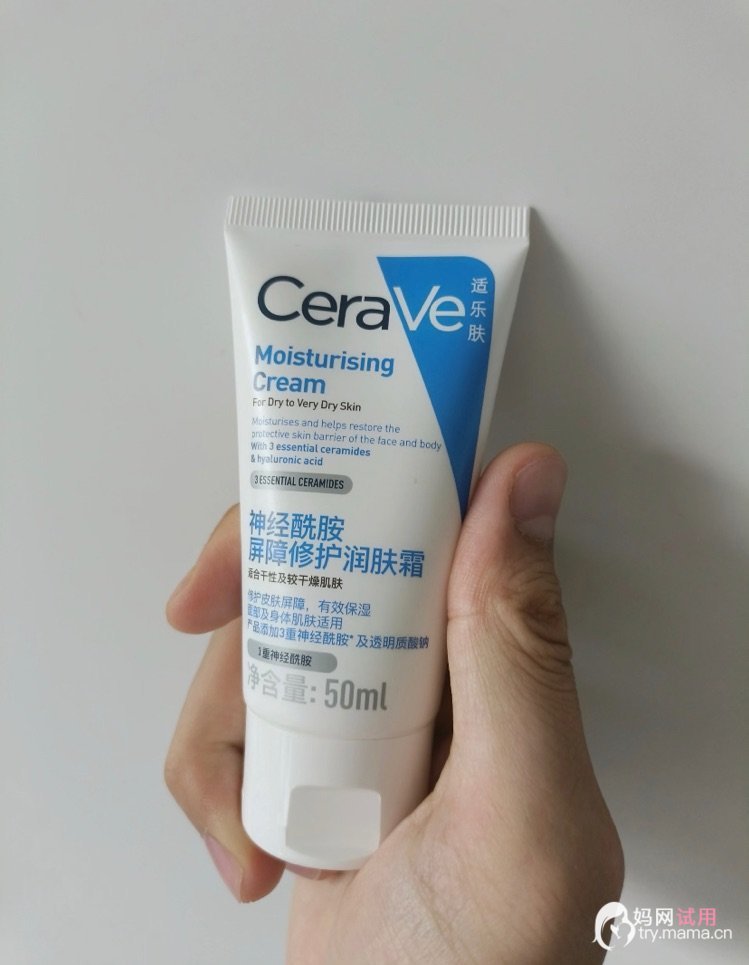 CeraVe
适乐肤
Moisturising
Cream
For Dry to Very Dry Skin
Moisturises and helps restore the
protective skin barrier of the face and body
With 3 essential ceramides
& hyaluronic acid
3 ESSENTIAL CERAMIDES
神经酰胺
屏障修护润肤霜
适合干性及较干燥肌肤
修护皮肤屏障，有效保湿
面部及身体肌肤适用
产品添加3重神经酰胺*及透明质酸钠
3重神经酰胺
净含量: 50ml
妈网试用
try.mama.cn